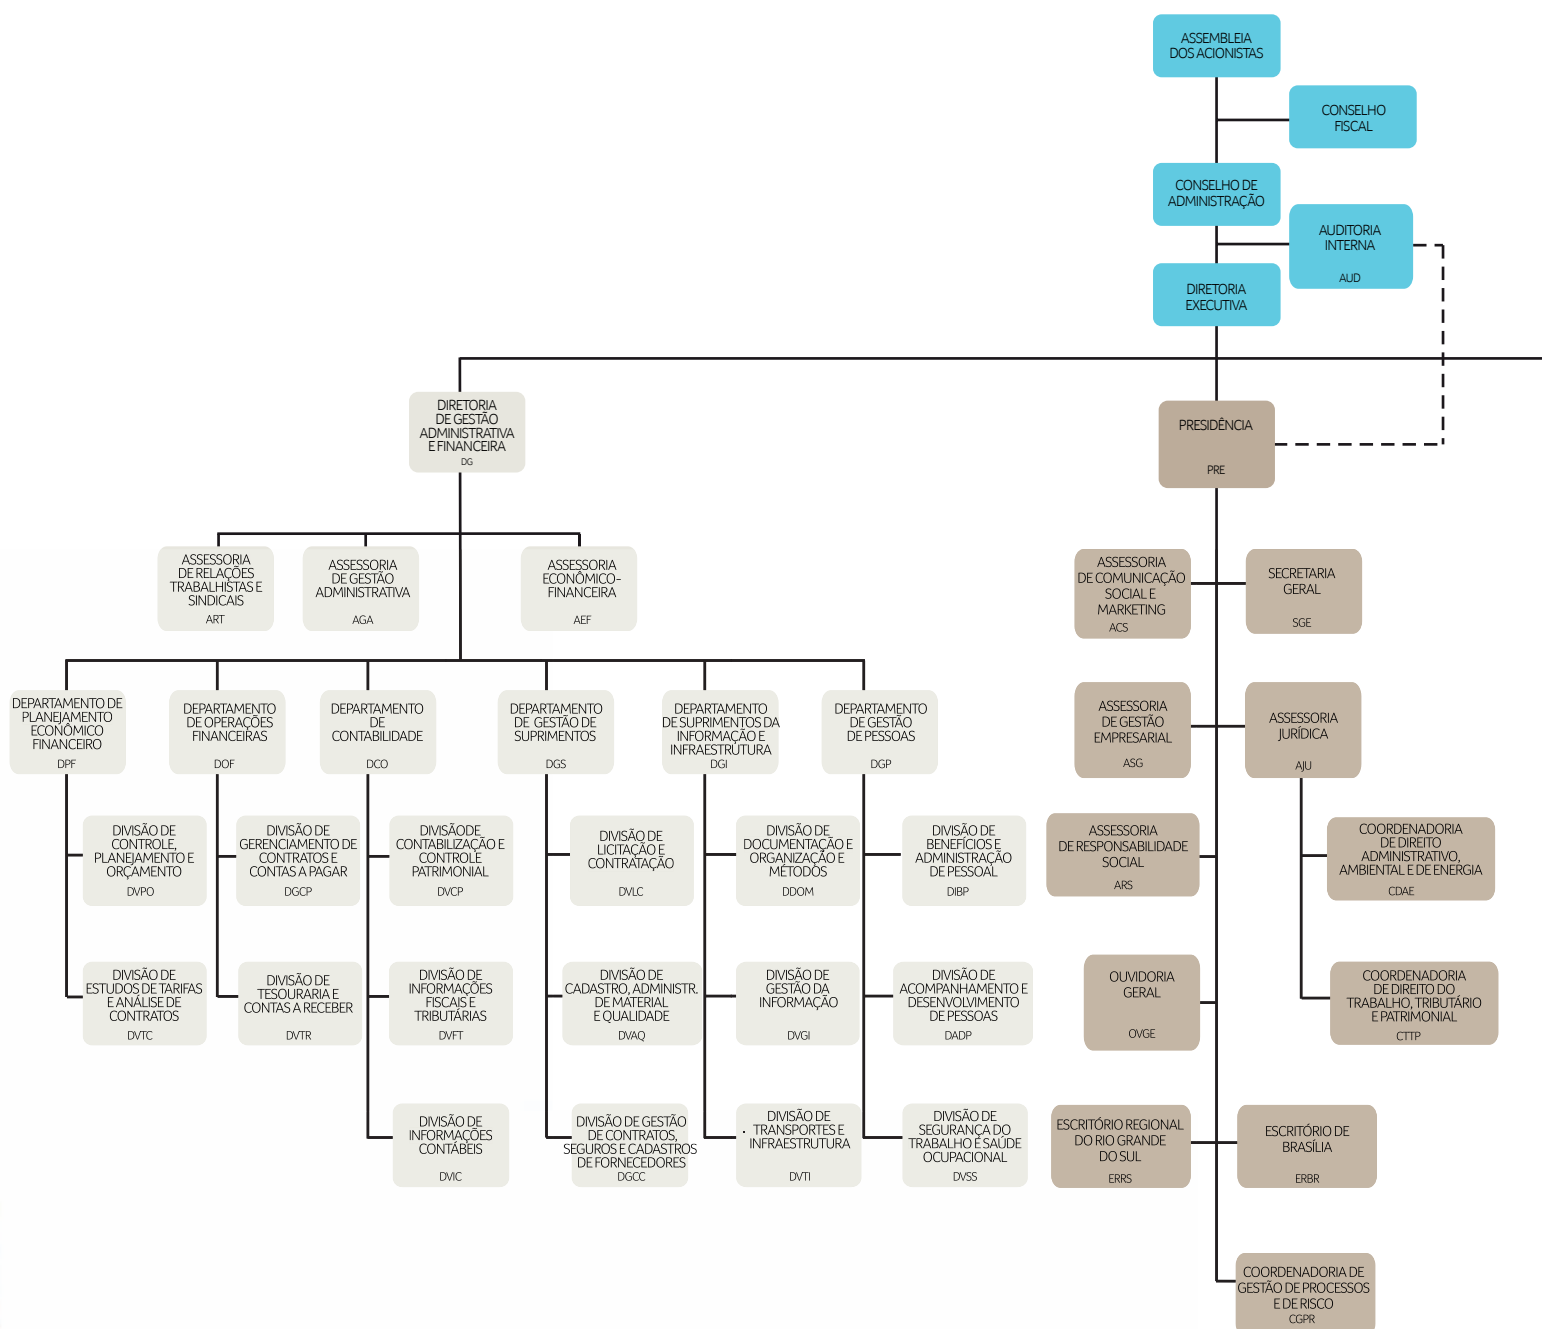 ASSEMBLEIA
DOS ACIONISTAS
CONSELHO
FISCAL
CONSELHO DE
ADMINISTRAÇÃO
AUDITORIA
INTERNA
AUD
DIRETORIA
EXECUTIVA
DIRETORIA
DE GESTÃO
ADMINISTRATIVA
E FINANCEIRA
DG
PRESIDÊNCIA
PRE
ASSESSORIA
DE RELAÇÕES
TRABALHISTAS E
SINDICAIS
ART
ASSESSORIA
DE GESTÃO
ADMINISTRATIVA
AGA
ASSESSORIA
ECONÔMICO-
FINANCEIRA
AEF
ASSESSORIA
DE COMUNICAÇÃO
SOCIAL E
MARKETING
ACS
SECRETARIA
GERAL
SGE
DEPARTAMENTO DE
PLANEJAMENTO
ECONÔMICO
FINANCEIRO
DPF
DEPARTAMENTO
DE OPERAÇÕES
FINANCEIRAS
DOF
DEPARTAMENTO
DE
CONTABILIDADE
DCO
DEPARTAMENTO
DE GESTÃO DE
SUPRIMENTOS
DGS
DEPARTAMENTO
DE SUPRIMENTOS DA
INFORMAÇÃO E
INFRAESTRUTURA
DGI
DEPARTAMENTO
DE GESTÃO
DE PESSOAS
DGP
ASSESSORIA
DE GESTÃO
EMPRESARIAL
ASG
ASSESSORIA
JURÍDICA
AJU
DIVISÃO DE
CONTROLE,
PLANEJAMENTO E
ORÇAMENTO
DVPO
DIVISÃO DE
GERENCIAMENTO DE
CONTRATOS E
CONTAS A PAGAR
DGCP
DIVISÃODE
CONTABILIZAÇÃO E
CONTROLE
PATRIMONIAL
DVCP
DIVISÃO DE
LICITAÇÃO E
CONTRATAÇÃO
DVLC
DIVISÃO DE
DOCUMENTAÇÃO E
ORGANIZAÇÃO E
MÉTODOS
DDOM
DIVISÃO DE
BENEFÍCIOS E
ADMINISTRAÇÃO
DE PESSOAL
DIBP
ASSESSORIA
DE RESPONSABILIDADE
SOCIAL
ARS
COORDENADORIA
DE DIREITO
ADMINISTRATIVO,
AMBIENTAL E DE ENERGIA
CDAE
DIVISÃO DE
ESTUDOS DE TARIFAS
E ANÁLISE DE
CONTRATOS
DVTC
DIVISÃO DE
TESOURARIA E
CONTAS A RECEBER
DVTR
DIVISÃO DE
INFORMAÇÕES
FISCAIS E
TRIBUTÁRIAS
DVFT
DIVISÃO DE
CADASTRO, ADMINISTR.
DE MATERIAL
E QUALIDADE
DVAQ
DIVISÃO DE
GESTÃO DA
INFORMAÇÃO
DVGI
DIVISÃO DE
ACOMPANHAMENTO E
DESENVOLVIMENTO
DE PESSOAS
DADP
OUVIDORIA
GERAL
OVGE
COORDENADORIA
DE DIREITO DO
TRABALHO, TRIBUTÁRIO
E PATRIMONIAL
CTTP
DIVISÃO DE
INFORMAÇÕES
CONTÁBEIS
DVIC
DIVISÃO DE GESTÃO
DE CONTRATOS,
SEGUROS E CADASTROS
DE FORNECEDORES
DGCC
DIVISÃO DE
TRANSPORTES E
INFRAESTRUTURA
DVTI
DIVISÃO DE
SEGURANÇA DO
TRABALHO E SAÚDE
OCUPACIONAL
DVSS
ESCRITÓRIO REGIONAL
DO RIO GRANDE
DO SUL
ERRS
ESCRITÓRIO DE
BRASÍLIA
ERBR
COORDENADORIA DE
GESTÃO DE PROCESSOS
E DE RISCO
CGPR